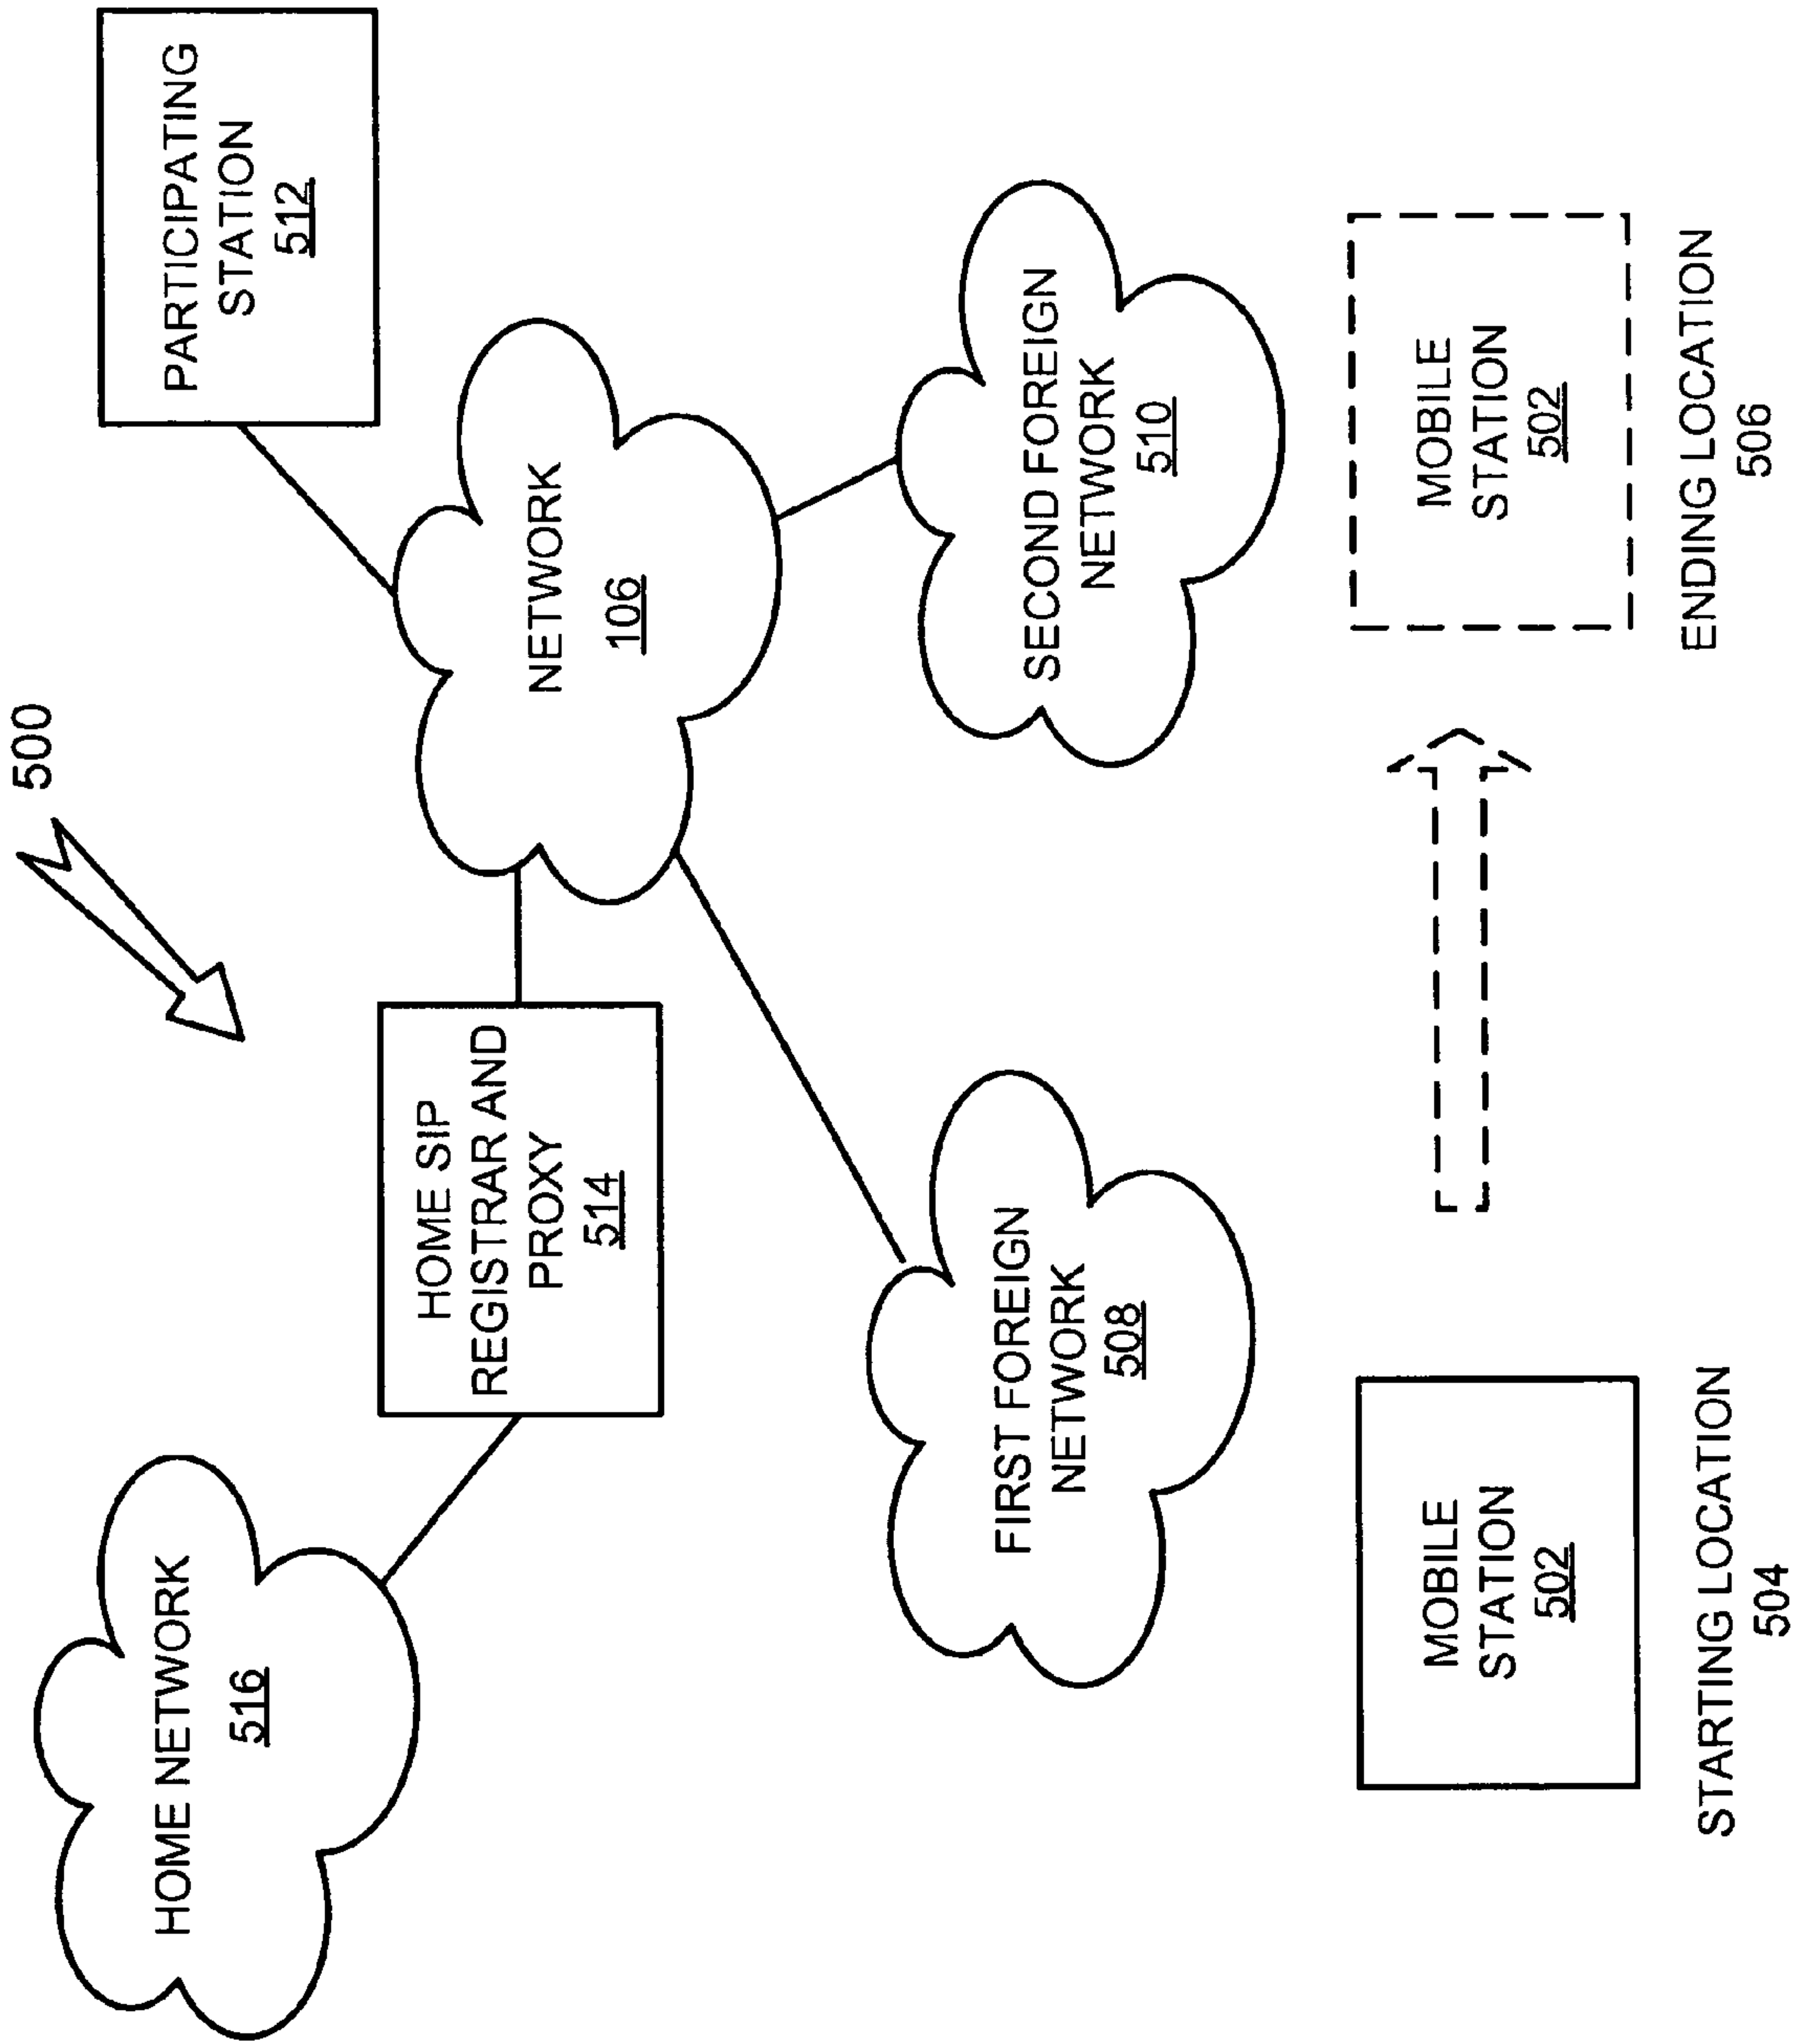 500
HOME NETWORK
516
HOME SIP
REGISTRAR AND
PROXY
514
NETWORK
106
PARTICIPATING
STATION
512
FIRST FOREIGN
NETWORK
508
SECOND FOREIGN
NETWORK
510
MOBILE
STATION
502
STARTING LOCATION
504
MOBILE
STATION
502
ENDING LOCATION
506